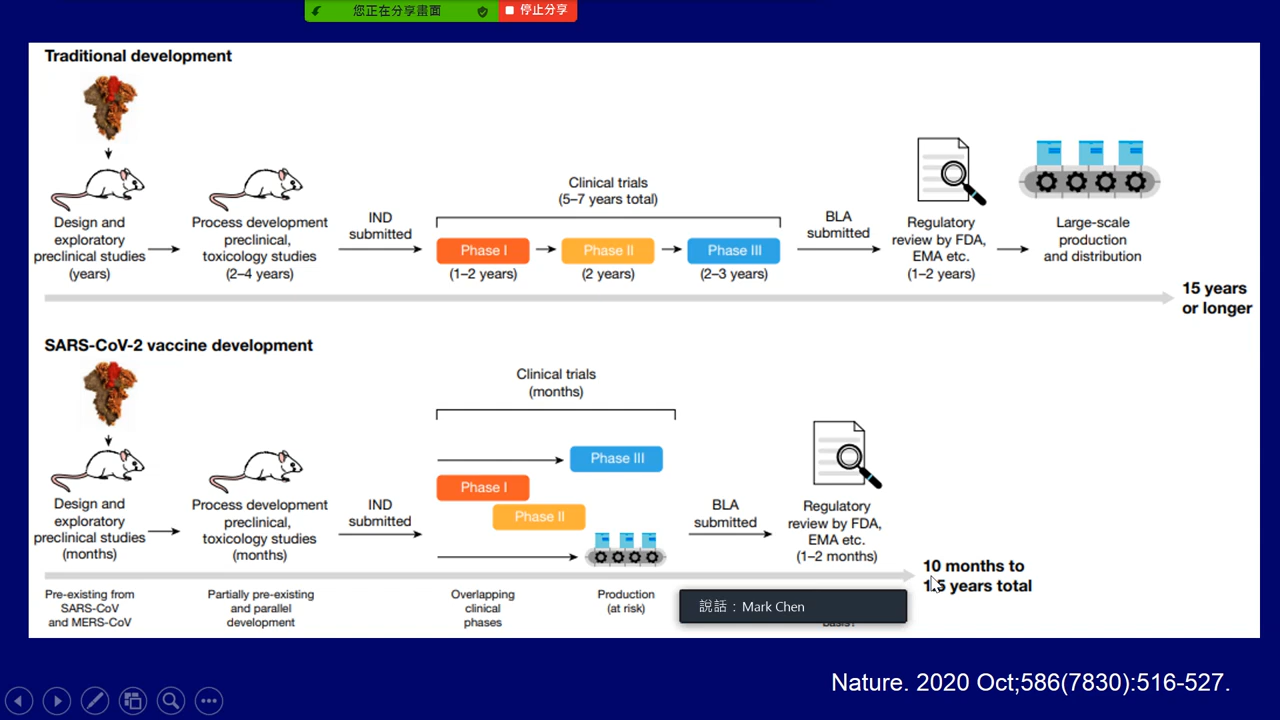 您正在分享畫面
停止分享
Traditional development
Design and
exploratory
preclinical studies
(years)
Process development
preclinical,
toxicology studies
(2–4 years)
IND
submitted
Clinical trials
(5–7 years total)
Phase I
Phase II
Phase III
(1–2 years)
(2 years)
(2–3 years)
BLA
submitted
Regulatory
review by FDA,
EMA etc.
(1–2 years)
Large-scale
production
and distribution
15 years
or longer
SARS-CoV-2 vaccine development
Design and
exploratory
preclinical studies
(months)
Process development
preclinical,
toxicology studies
(months)
IND
submitted
Clinical trials
(months)
Phase III
Phase I
Phase II
BLA
submitted
Regulatory
review by FDA,
EMA etc.
(1–2 months)
10 months to
1.5 years total
Pre-existing from
SARS-CoV
and MERS-CoV
Partially pre-existing
and parallel
development
Overlapping
clinical
phases
Production
(at risk)
說話：Mark Chen
Nature. 2020 Oct;586(7830):516-527.